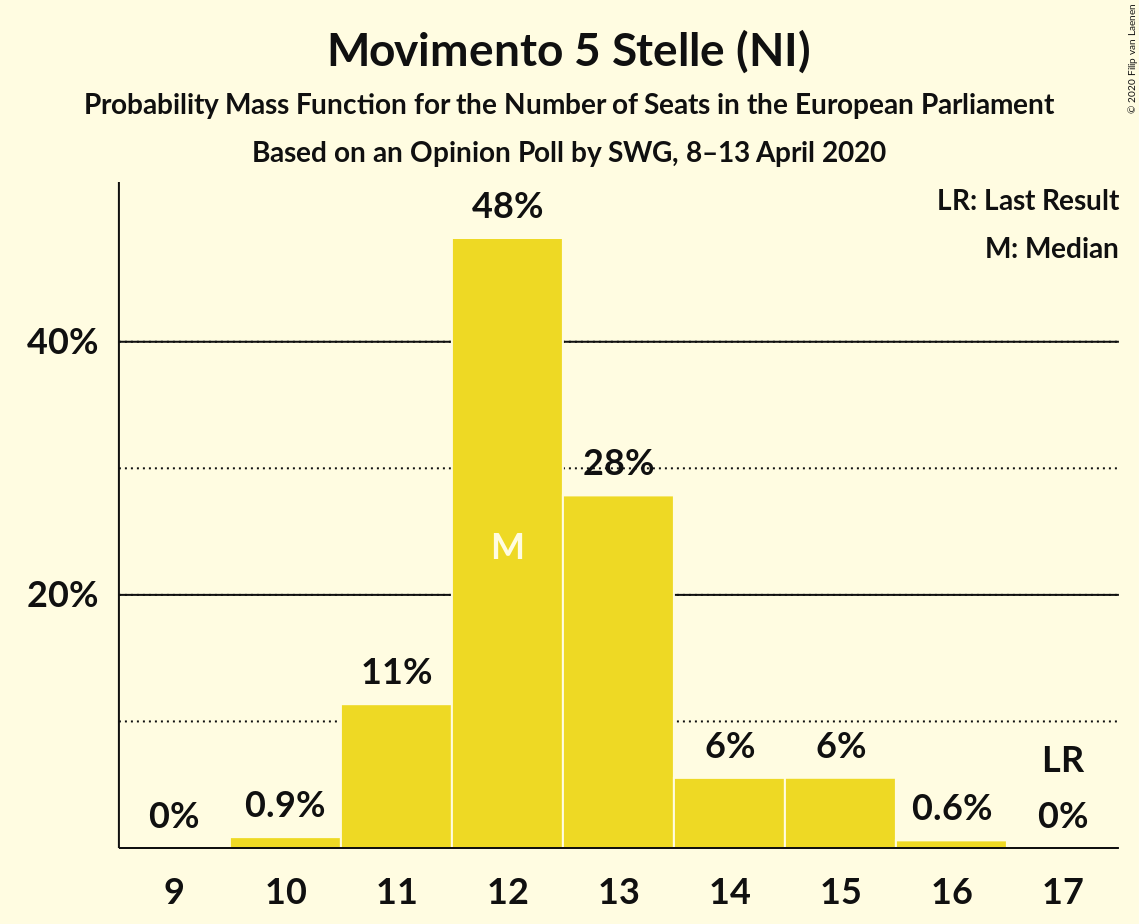 Movimento 5 Stelle (NI)
Probability Mass Function for the Number of Seats in the European Parliament
Based on an Opinion Poll by SWG, 8–13 April 2020
© 2020 Filip van Laenen
LR: Last Result
M: Median
48%
40%
28%
M
20%
11%
6%
6%
LR
0%
0.9%
0.6%
0%
9
10
11
12
13
14
15
16
17